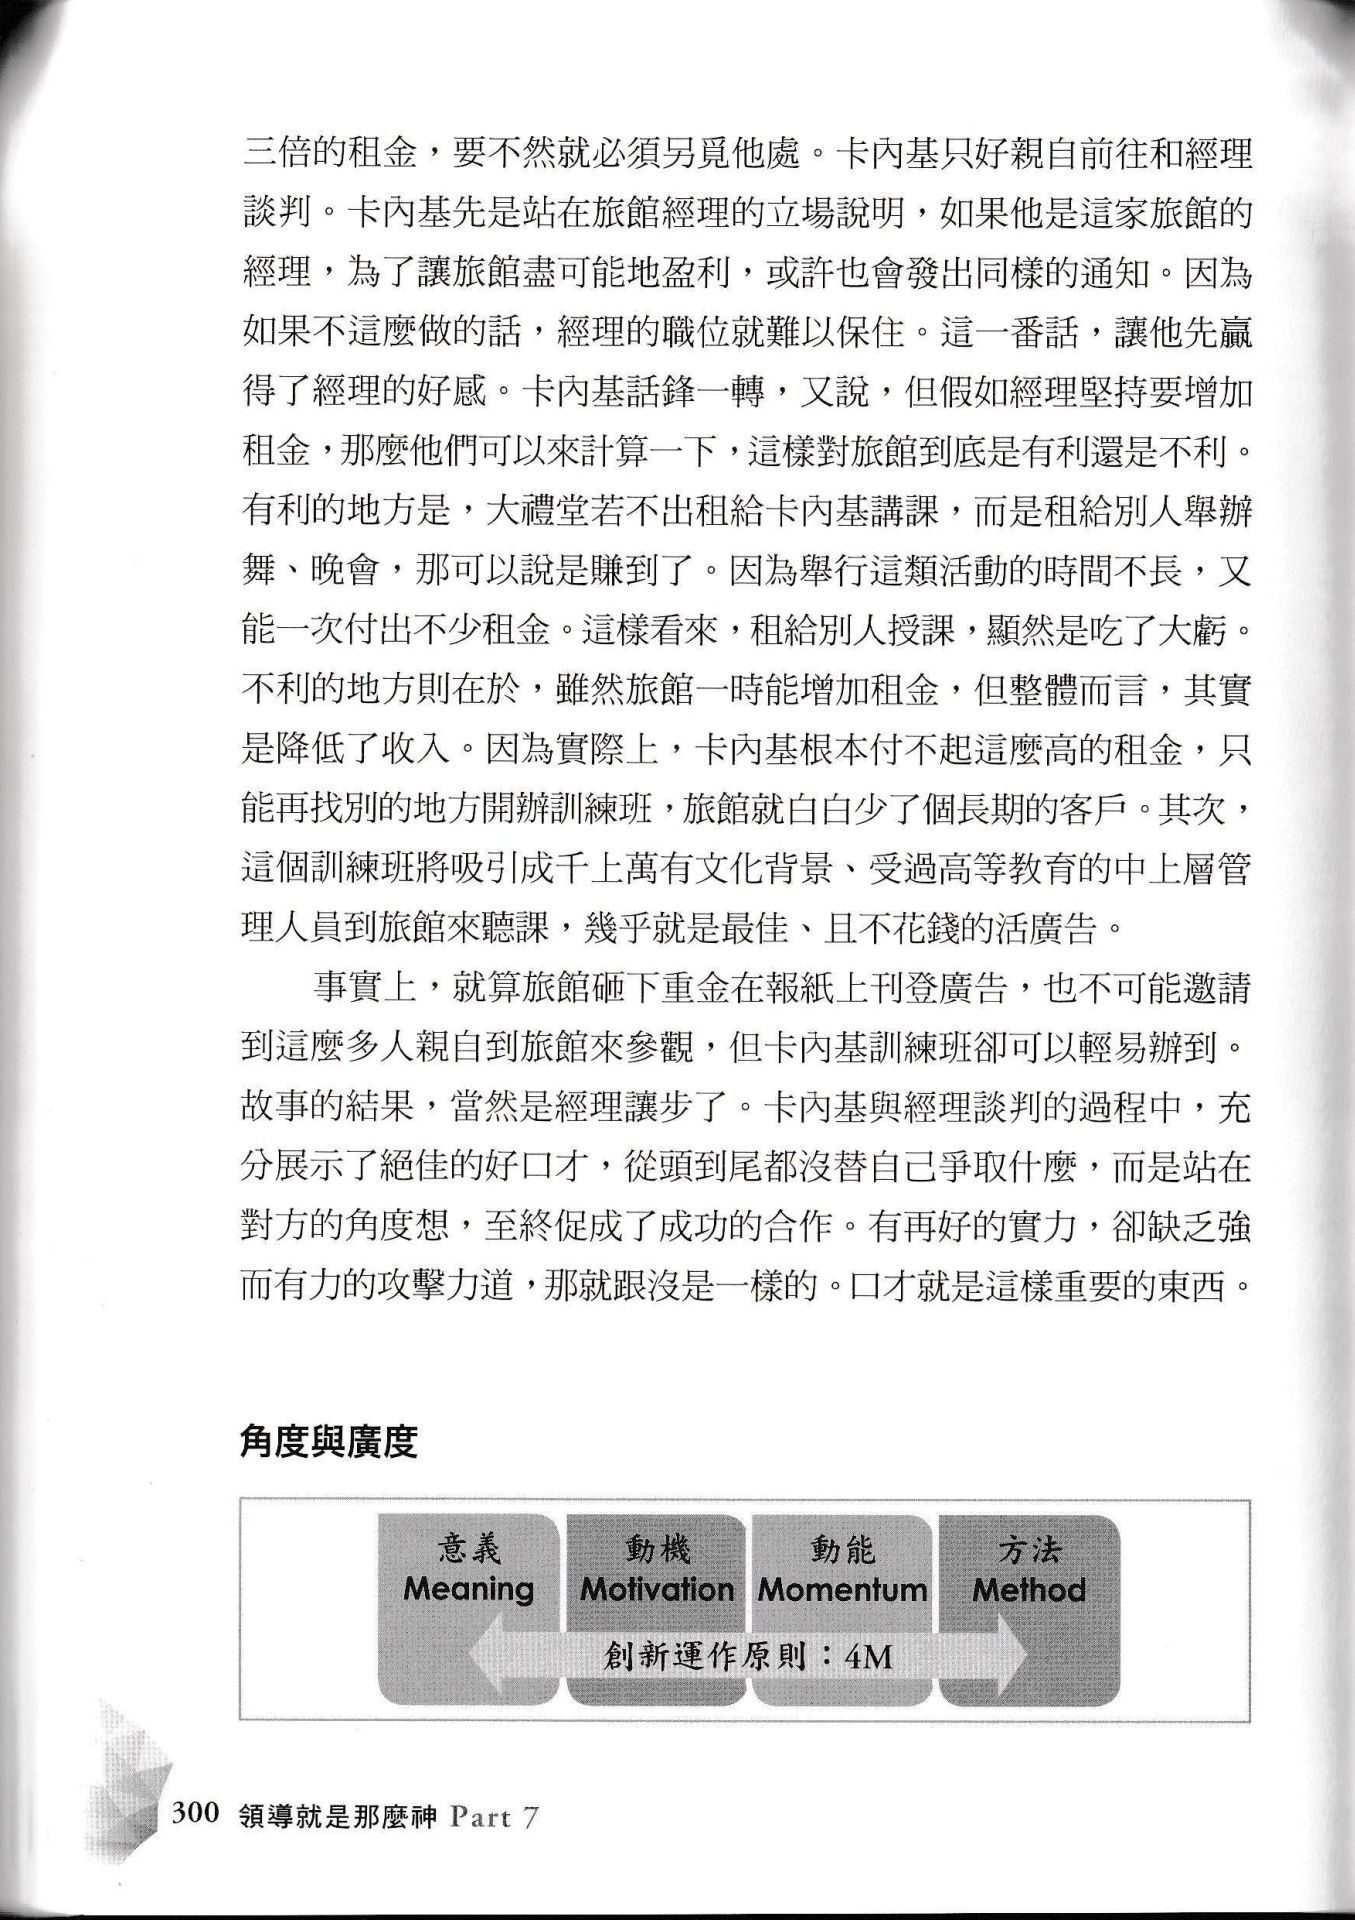 三倍的租金，要不然就必須另覓他處。卡內基只好親自前往和經理
談判。卡內基先是站在旅館經理的立場說明，如果他是這家旅館的
經理，為了讓旅館盡可能地盈利，或許也會發出同樣的通知。因為
如果不這麼做的話，經理的職位就難以保住。這一番話，讓他先贏
得了經理的好感。卡內基話鋒一轉，又說，但假如經理堅持要增加
租金，那麼他們可以來計算一下，這樣對旅館到底是有利還是不利。
有利的地方是，大禮堂若不出租給卡內基講課，而是租給別人舉辦
舞、晚會，那可以說是賺到了。因為舉行這類活動的時間不長，又
能一次付出不少租金。這樣看來，租給別人授課，顯然是吃了大虧。
不利的地方則在於，雖然旅館一時能增加租金，但整體而言，其實
是降低了收入。因為實際上，卡內基根本付不起這麼高的租金，只
能再找別的地方開辦訓練班，旅館就白白少了個長期的客戶。其次，
這個訓練班將吸引成千上萬有文化背景、受過高等教育的中上層管
理人員到旅館來聽課，幾乎就是最佳、且不花錢的活廣告。
事實上，就算旅館砸下重金在報紙上刊登廣告，也不可能邀請
到這麼多人親自到旅館來參觀，但卡內基訓練班卻可以輕易辦到。
故事的結果，當然是經理讓步了。卡內基與經理談判的過程中，充
分展示了絕佳的好口才，從頭到尾都沒替自己爭取什麼，而是站在
對方的角度想，至終促成了成功的合作。有再好的實力，卻缺乏強
而有力的攻擊力道，那就跟沒是一樣的。口才就是這樣重要的東西。
角度與廣度
意義 動機 動能 方法
Meaning Motivation Momentum Method
創新運作原則：4M
300 領導就是那麼神 Part 7